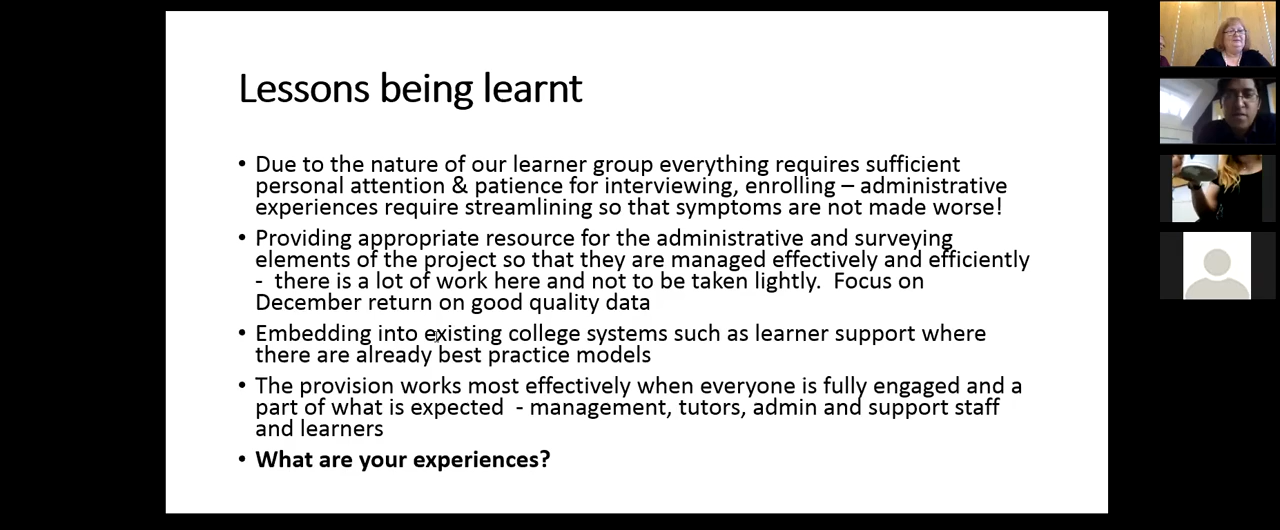 Lessons being learnt
• Due to the nature of our learner group everything requires sufficient
personal attention & patience for interviewing, enrolling – administrative
experiences require streamlining so that symptoms are not made worse!
• Providing appropriate resource for the administrative and surveying
elements of the project so that they are managed effectively and efficiently
- there is a lot of work here and not to be taken lightly.  Focus on
December return on good quality data
• Embedding into existing college systems such as learner support where
there are already best practice models
• The provision works most effectively when everyone is fully engaged and a
part of what is expected  - management, tutors, admin and support staff
and learners
• What are your experiences?